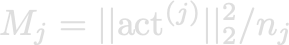 M_j = ||act^{(j)}||_2^2/n_j